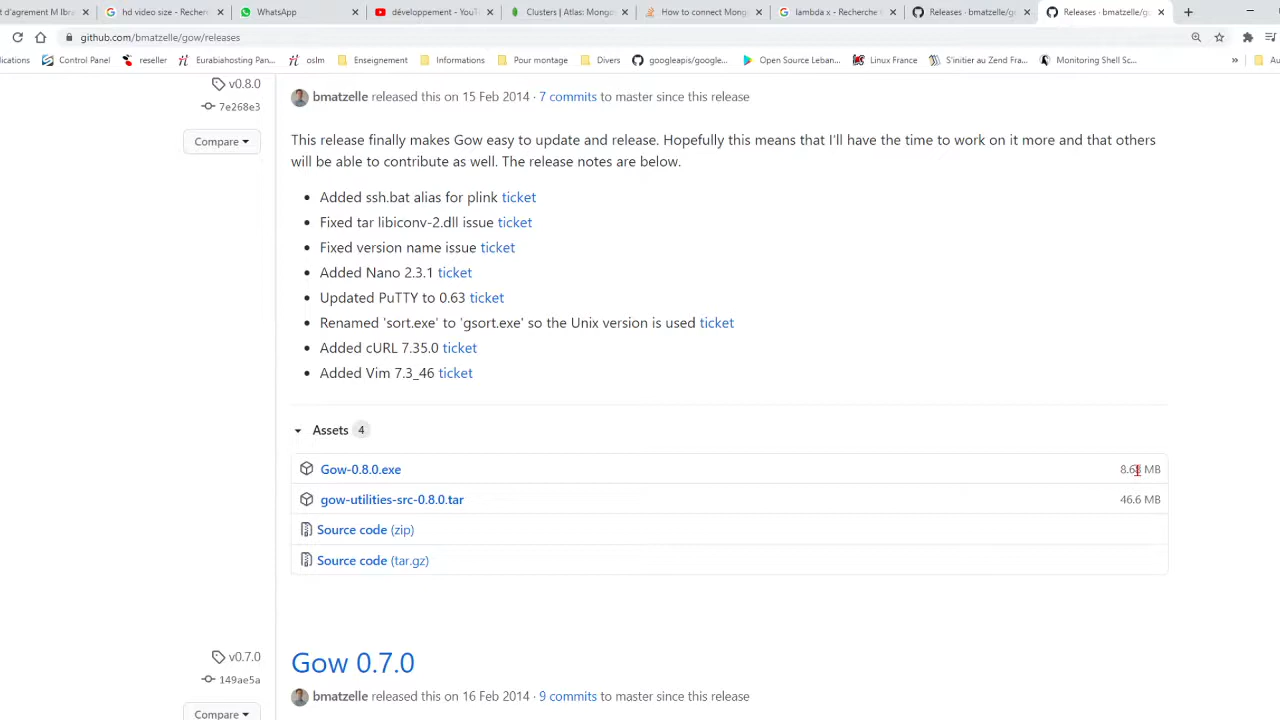 t d'agrement M Ibra
hd video size - Recher
WhatsApp
développement - YouT
Clusters | Atlas: Mong
How to connect Mong
lambda x - Recherche
Releases · bmatzelle/go
Releases · bmatzelle/g
github.com/bmatzelle/gow/releases
ications
Control Panel
reseller
Eurabiahosting Pan...
oslm
Enseignement
Informations
Pour montage
Divers
googleapis/google...
Open Source Leban...
Linux France
S'initier au Zend Fra...
Monitoring Shell Sc...
»
Au
v0.8.0
7e268e3
Compare
bmatzelle released this on 15 Feb 2014 · 7 commits to master since this release
This release finally makes Gow easy to update and release. Hopefully this means that I'll have the time to work on it more and that others
will be able to contribute as well. The release notes are below.
• Added ssh.bat alias for plink ticket
• Fixed tar libiconv-2.dll issue ticket
• Fixed version name issue ticket
• Added Nano 2.3.1 ticket
• Updated PuTTY to 0.63 ticket
• Renamed 'sort.exe' to 'gsort.exe' so the Unix version is used ticket
• Added cURL 7.35.0 ticket
• Added Vim 7.3_46 ticket
Assets 4
Gow-0.8.0.exe MB
gow-utilities-src-0.8.0.tar 46.6 MB
Source code (zip)
Source code (tar.gz)
v0.7.0
149ae5a
Compare
Gow 0.7.0
bmatzelle released this on 16 Feb 2014 · 9 commits to master since this release